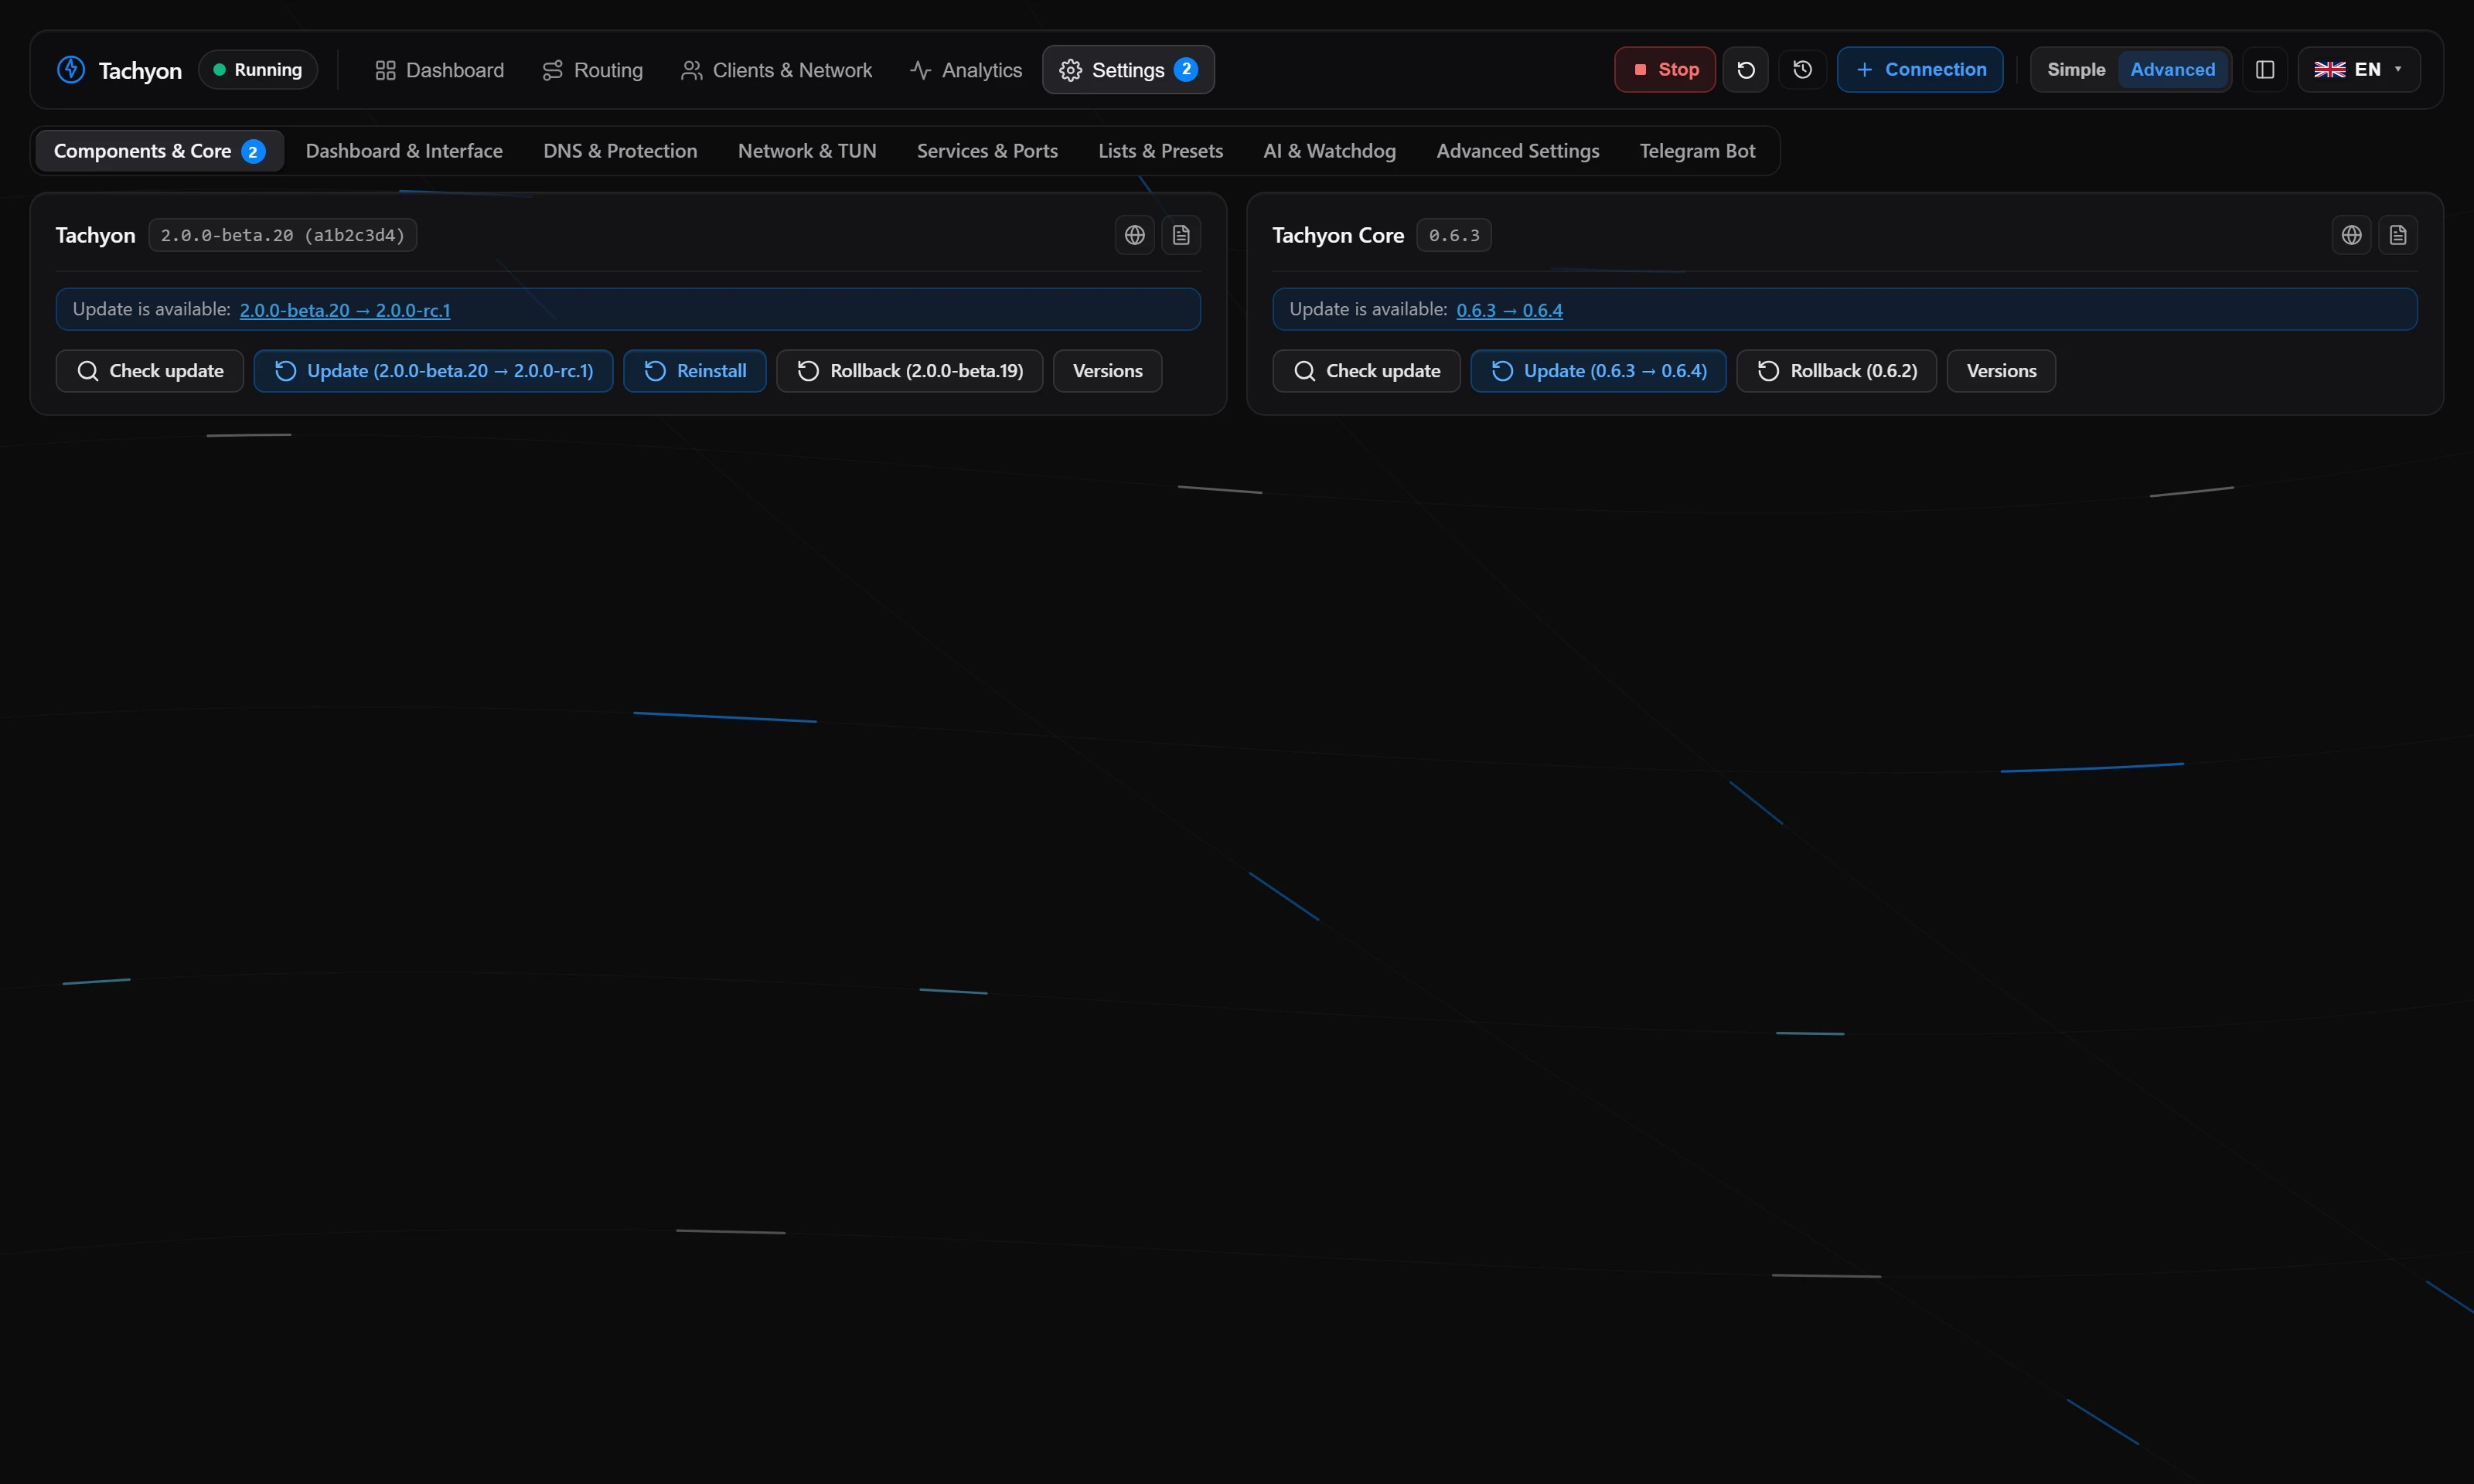 Tachyon Running Dashboard Routing Clients & Network Analytics Settings 2 Stop Connection Simple Advanced EN
Components & Core 2 Dashboard & Interface DNS & Protection Network & TUN Services & Ports Lists & Presets AI & Watchdog Advanced Settings Telegram Bot
Tachyon 2.0.0-beta.20 (a1b2c3d4)
Update is available: 2.0.0-beta.20 → 2.0.0-rc.1
Check update Update (2.0.0-beta.20 → 2.0.0-rc.1) Reinstall Rollback (2.0.0-beta.19) Versions
Tachyon Core 0.6.3
Update is available: 0.6.3 → 0.6.4
Check update Update (0.6.3 → 0.6.4) Rollback (0.6.2) Versions